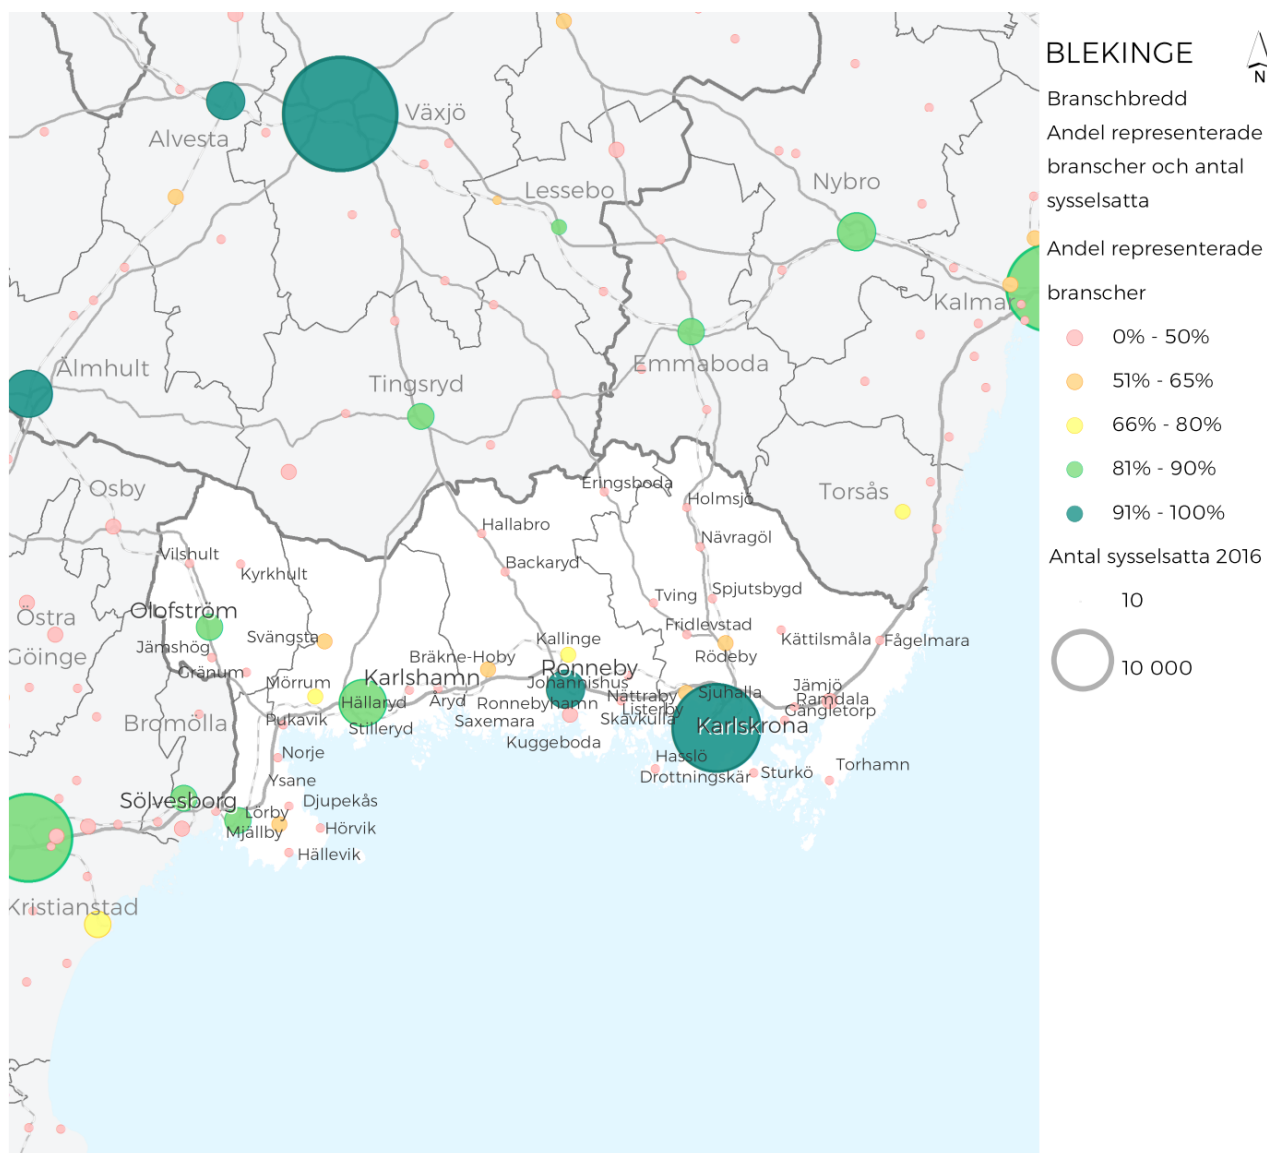 BLEKINGE
N
Branschbredd
Andel representerade
branscher och antal
sysselsatta
Andel representerade
branscher
0% - 50%
51% - 65%
66% - 80%
81% - 90%
91% - 100%
Antal sysselsatta 2016
10
10 000
Växjö
Alvesta
Lessebo
Nybro
Kalmar
Emmaboda
Älmhult
Tingsryd
Osby
Torsås
Eringsboda
Holmsjö
Hallabro
Nävragöl
Vilshult
Backaryd
Kyrkhult
Spjutsbygd
Tving
Olofström
Östra
Göinge
Fridlevstad
Svängsta
Kallinge
Kättilsmåla
Fågelmara
Jämshög
Bräkne-Hoby
Rödeby
Gränum
Ronneby
Karlshamn
Johannishus
Mörrum
Jämjö
Sjuhalla
Nättraby
Ramdala
Hällaryd
Åryd
Ronnebyhamn
Listerby
Gängletorp
Bromölla
Pukavik
Saxemara
Skavkulla
Karlskrona
Stilleryd
Kuggeboda
Norje
Hasslö
Torhamn
Drottningskär
Sturkö
Ysane
Sölvesborg
Djupekås
Lörby
Mjällby
Hörvik
Hällevik
Kristianstad